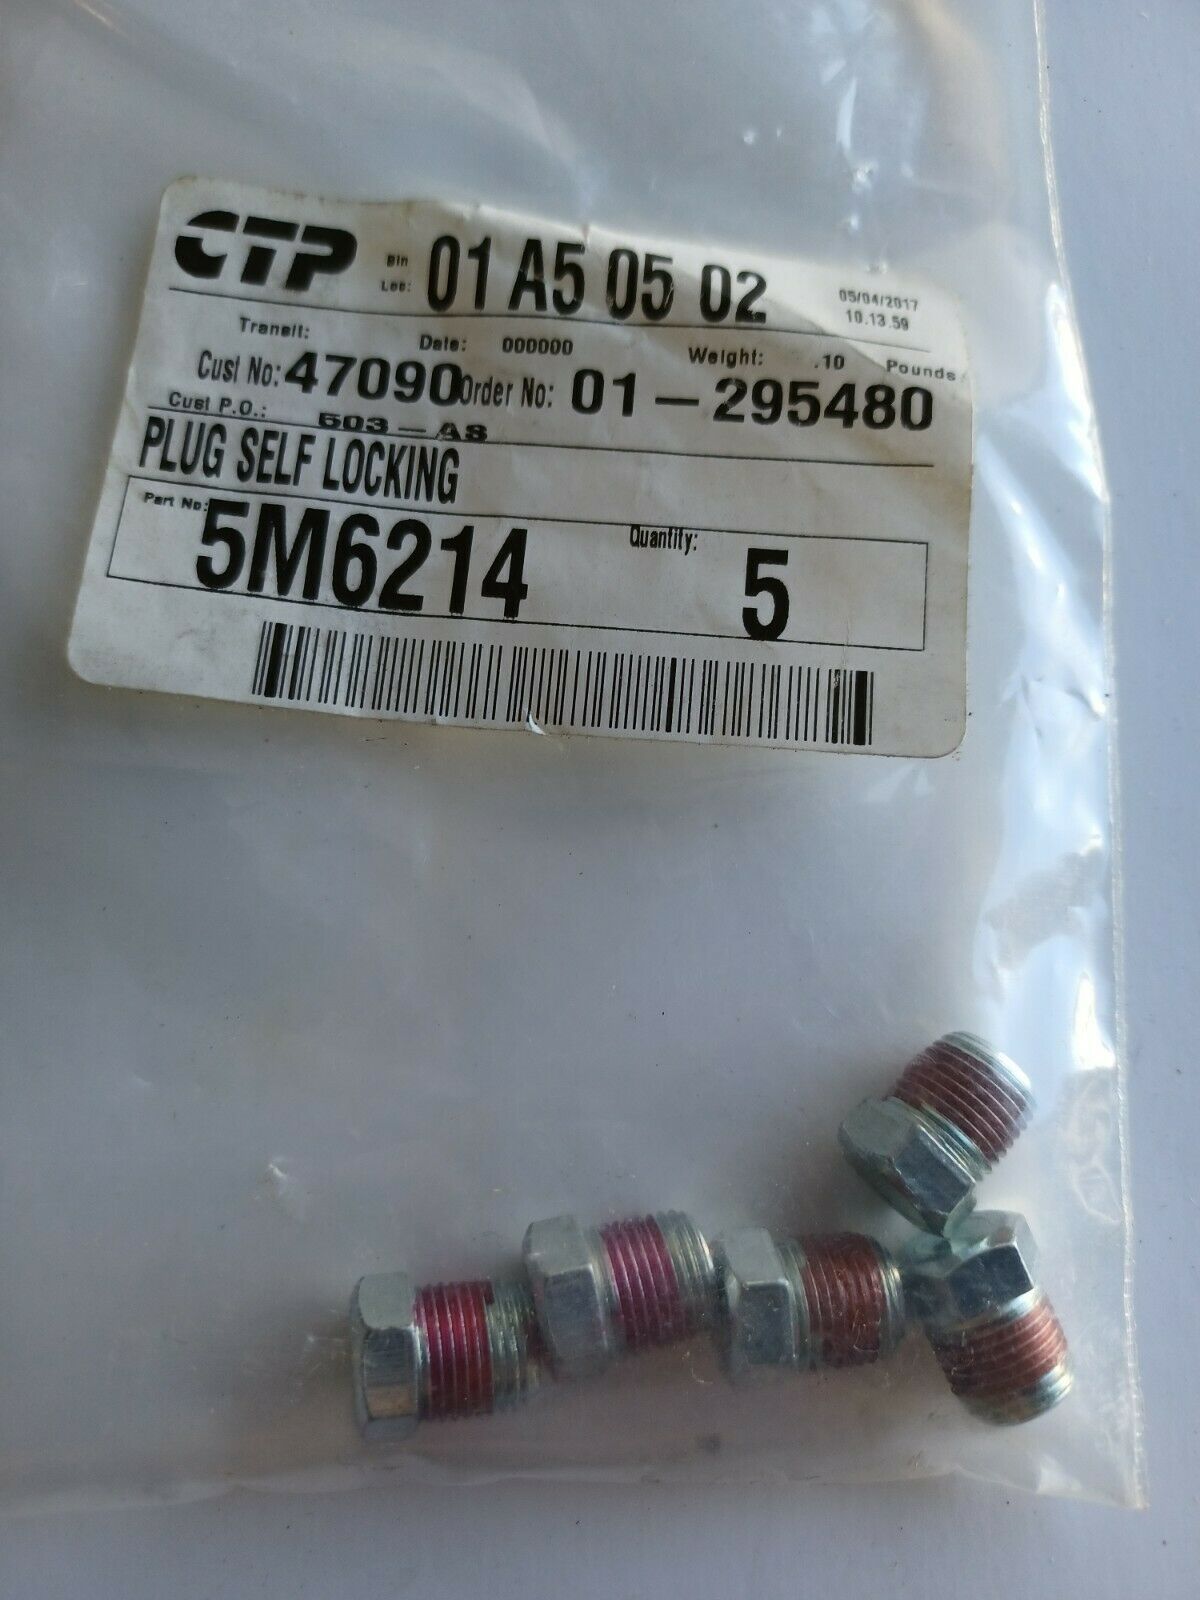 CTP Bin Loc: 01 A5 05 02 05/04/2017 10.13.59
Transit: Date: 000000 Weight: .10 Pounds
Cust No: 47090 Order No: 01-295480
Cust P.O.: 503-AS
PLUG SELF LOCKING
Part No: 5M6214 Quantity: 5